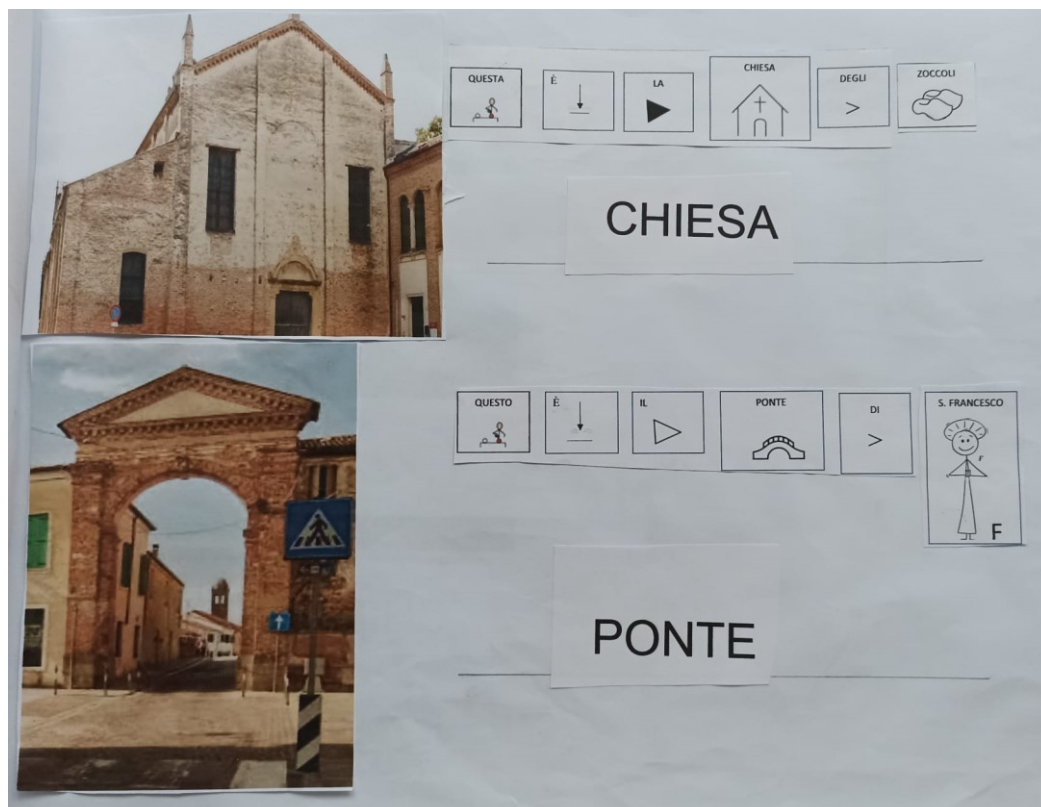 QUESTA È LA CHIESA DEGLI ZOCCOLI
CHIESA
QUESTO È IL PONTE DI S. FRANCESCO
F
PONTE